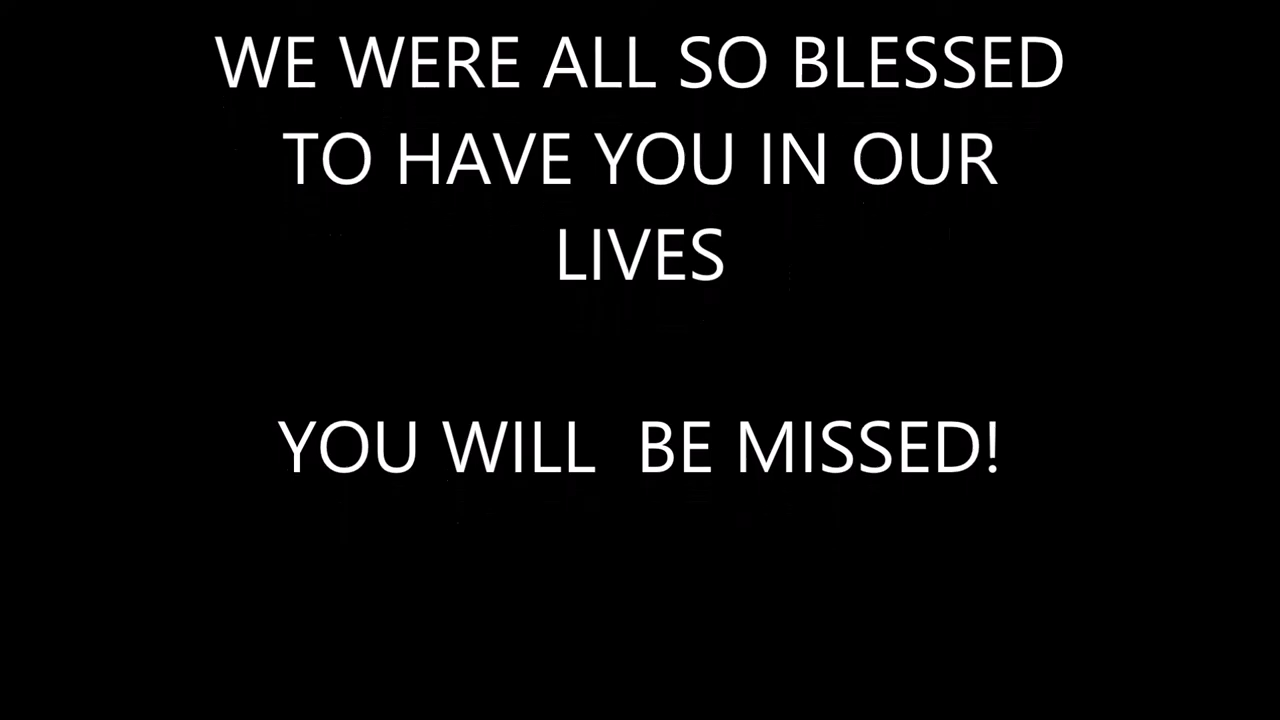 WE WERE ALL SO BLESSED
TO HAVE YOU IN OUR
LIVES
YOU WILL  BE MISSED!